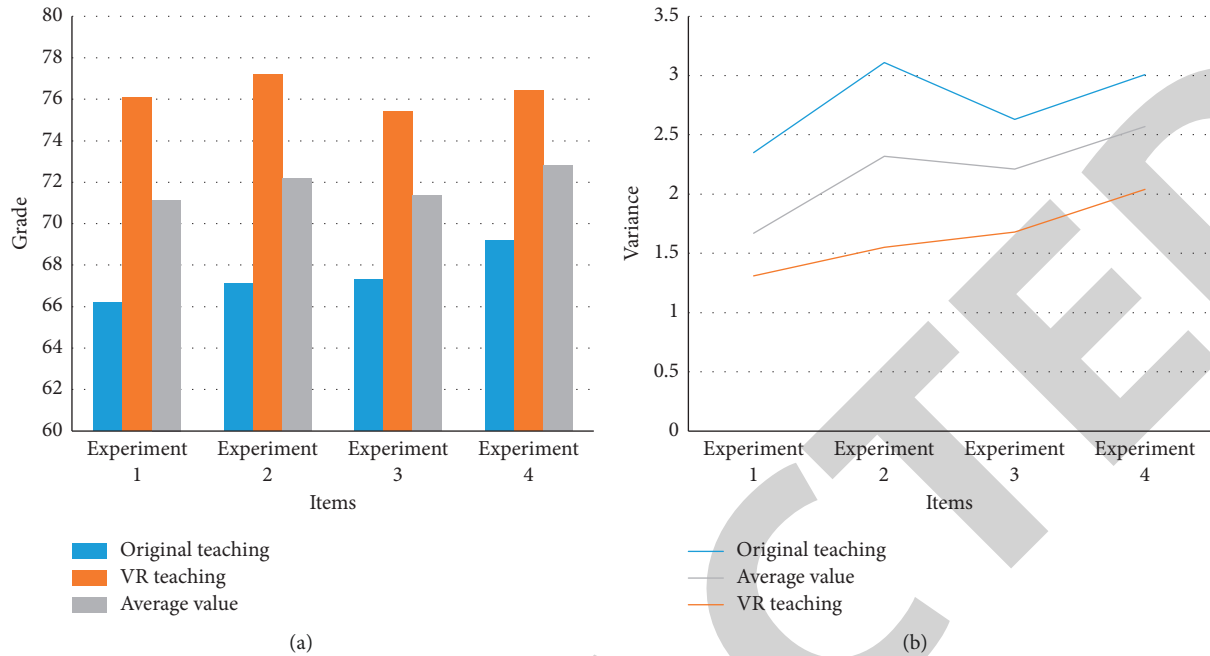 80
78
76
74
72
70
68
66
64
62
60
Grade
Experiment
1
Experiment
2
Experiment
3
Experiment
4
Items
Original teaching
VR teaching
Average value
(a)
3.5
3
2.5
2
1.5
1
0.5
0
Variance
Experiment
1
Experiment
2
Experiment
3
Experiment
4
Items
Original teaching
Average value
VR teaching
(b)
CTED